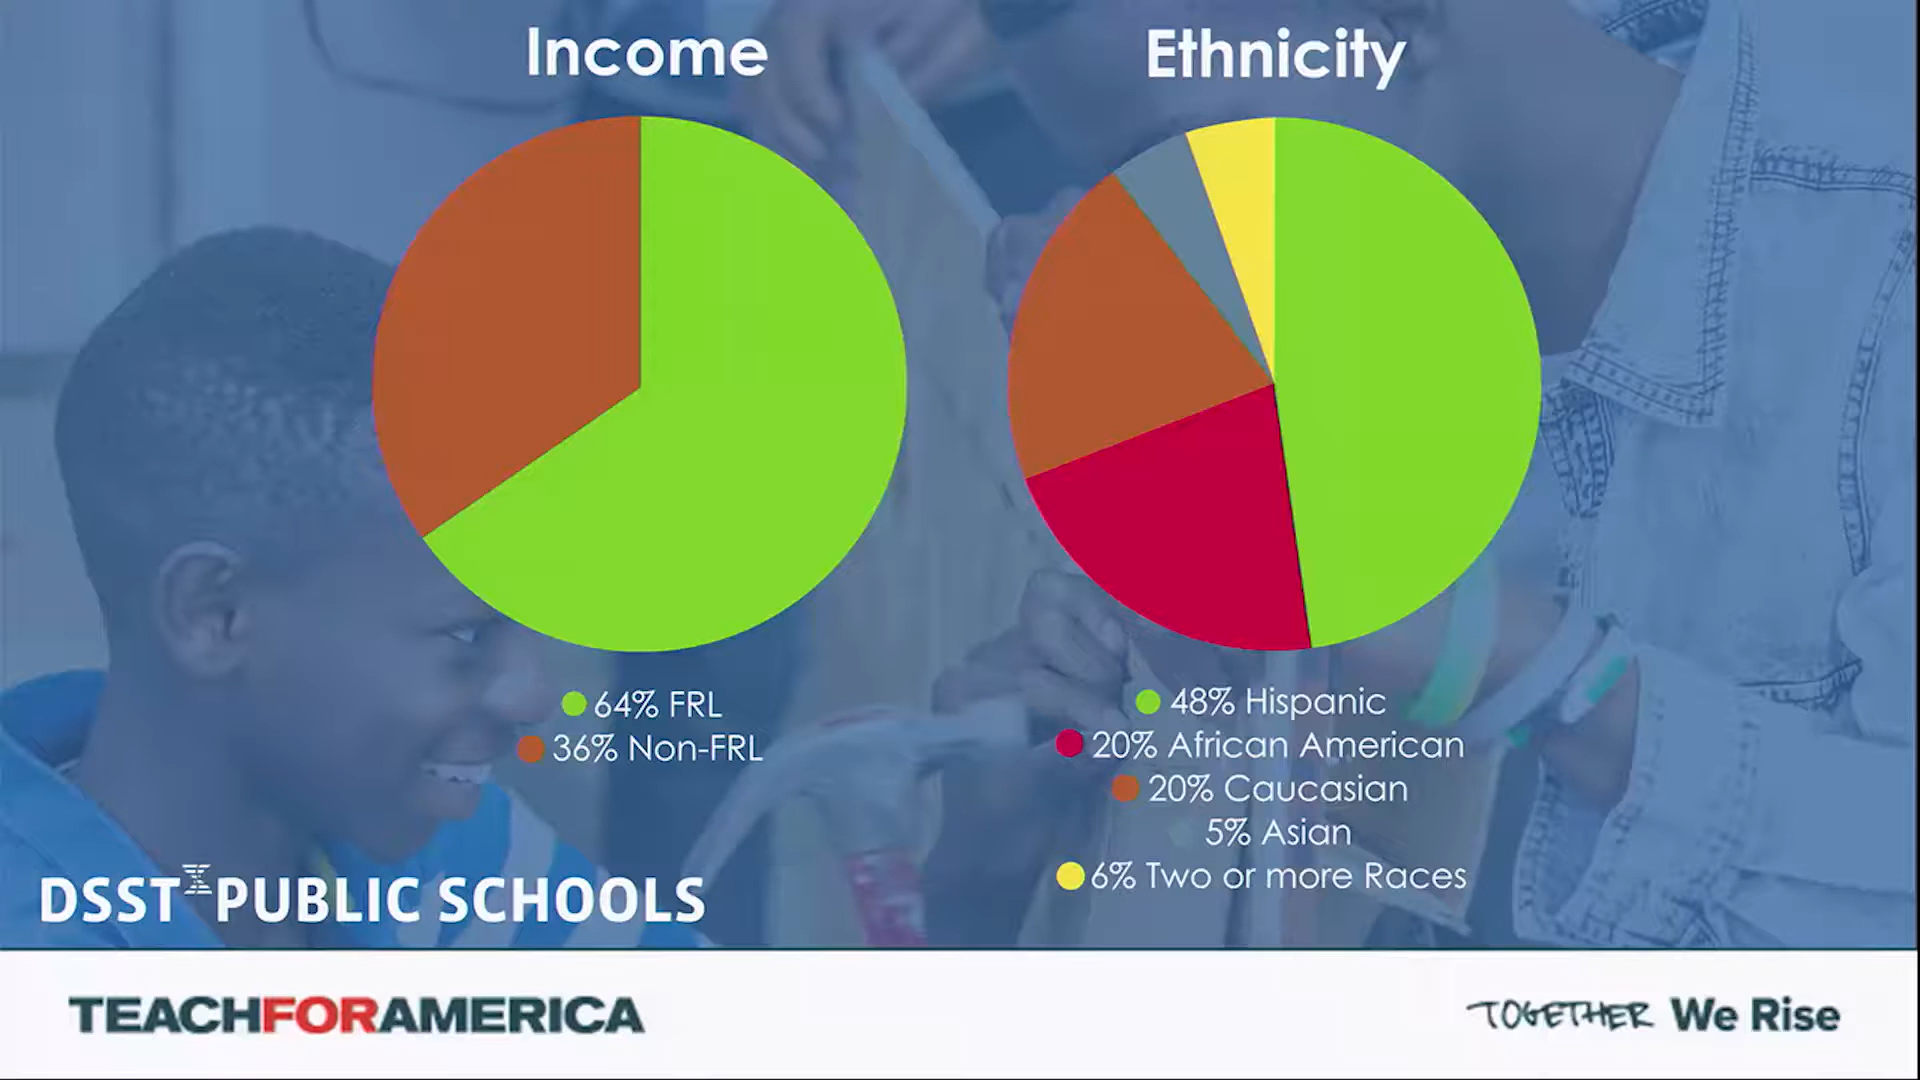 Income
Ethnicity
64% FRL
36% Non-FRL
48% Hispanic
20% African American
20% Caucasian
5% Asian
6% Two or more Races
DSST PUBLIC SCHOOLS
TEACHFORAMERICA
TOGETHER We Rise